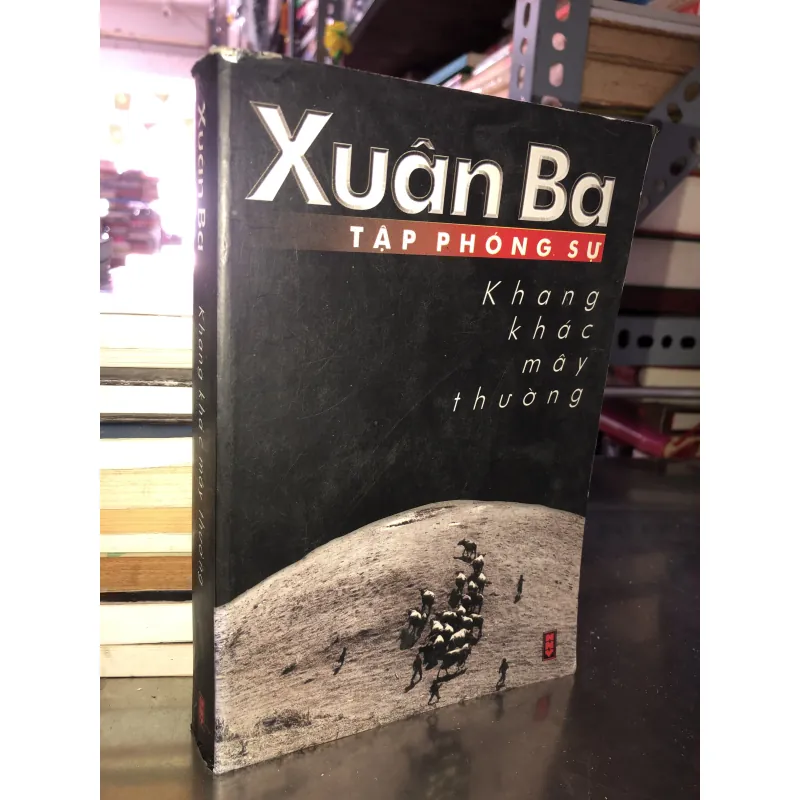 Xuân Ba
TẬP PHÓNG SỰ
Khang
khác
mây
thường
Xuân Ba
Khang khác mây thường